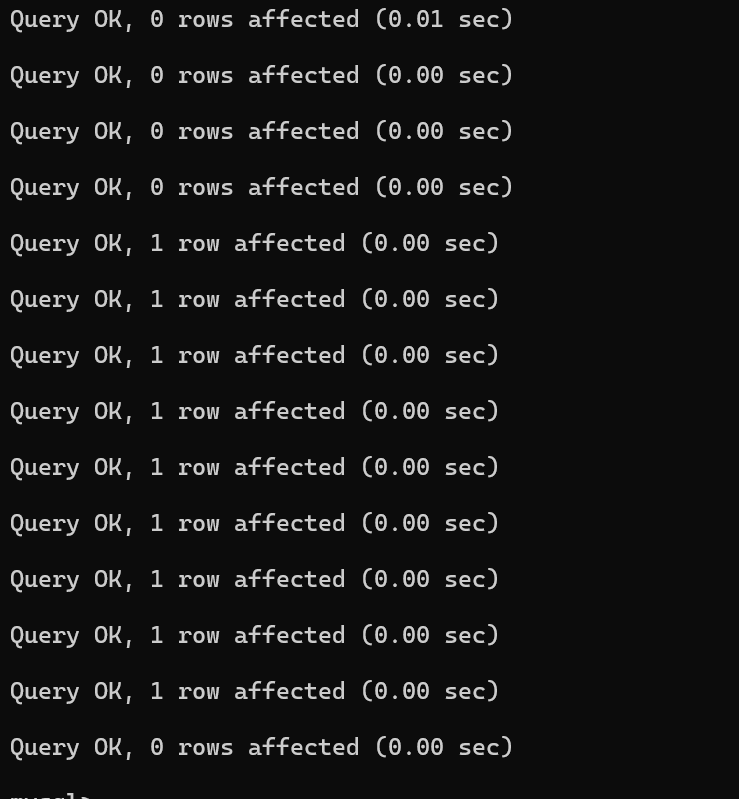 Query OK, 0 rows affected (0.01 sec)
Query OK, 0 rows affected (0.00 sec)
Query OK, 0 rows affected (0.00 sec)
Query OK, 0 rows affected (0.00 sec)
Query OK, 1 row affected (0.00 sec)
Query OK, 1 row affected (0.00 sec)
Query OK, 1 row affected (0.00 sec)
Query OK, 1 row affected (0.00 sec)
Query OK, 1 row affected (0.00 sec)
Query OK, 1 row affected (0.00 sec)
Query OK, 1 row affected (0.00 sec)
Query OK, 1 row affected (0.00 sec)
Query OK, 1 row affected (0.00 sec)
Query OK, 0 rows affected (0.00 sec)